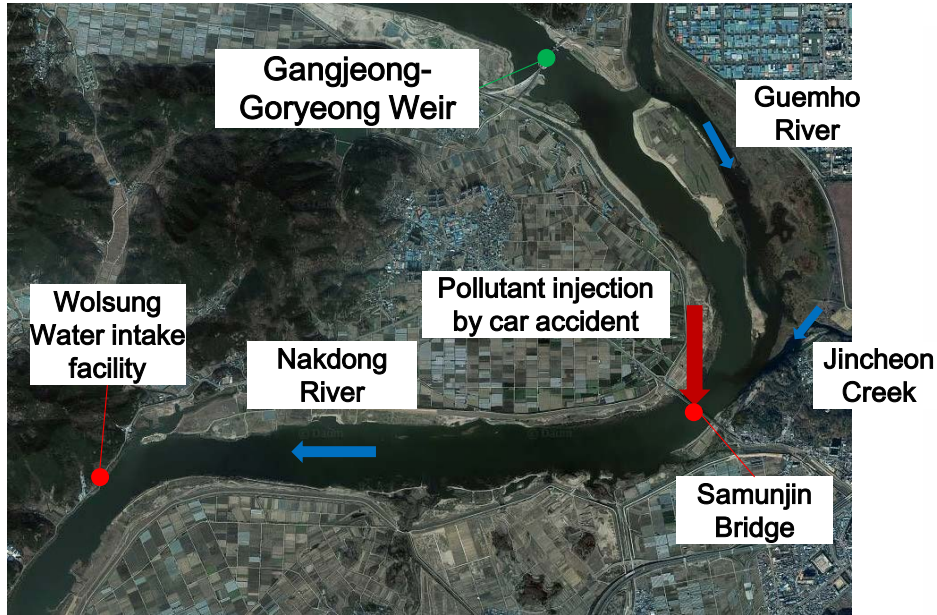 Gangjeong-
Goryeong Weir
Guemho
River
Pollutant injection
by car accident
Wolsung
Water intake
facility
Nakdong
River
Jincheon
Creek
Samunjin
Bridge